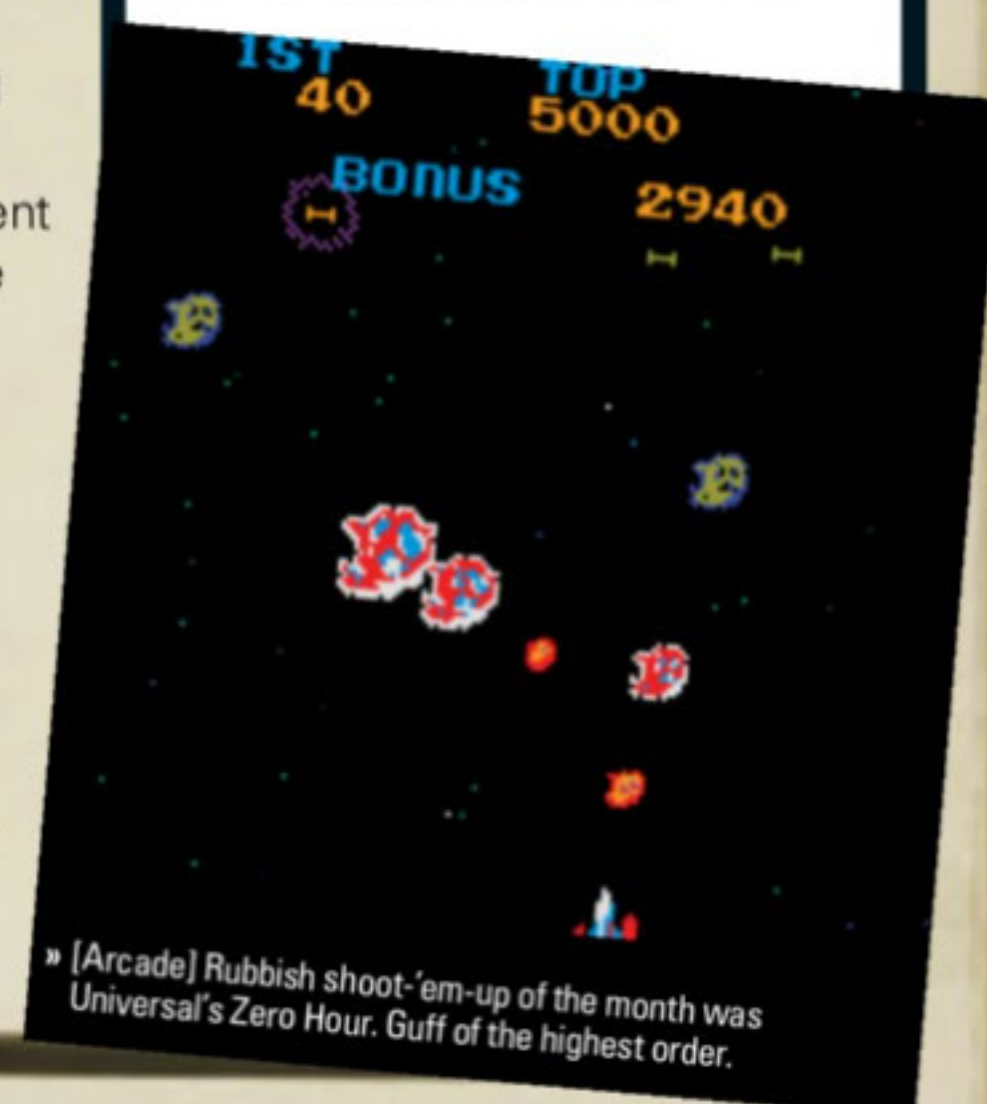 ent
e
1ST
TOP
40
5000
BONUS
2940
» [Arcade] Rubbish shoot-'em-up of the month was
Universal's Zero Hour. Guff of the highest order.